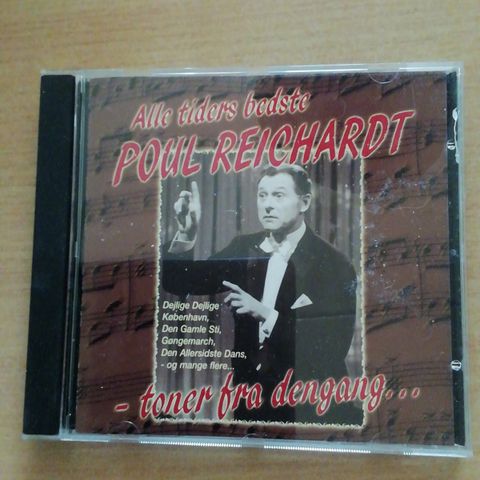 Alle tiders bedste
POUL REICHARDT
Dejlige Dejlige
København,
Den Gamle Sti,
Gøngemarch,
Den Allersidste Dans,
- og mange flere...
- toner fra dengang...